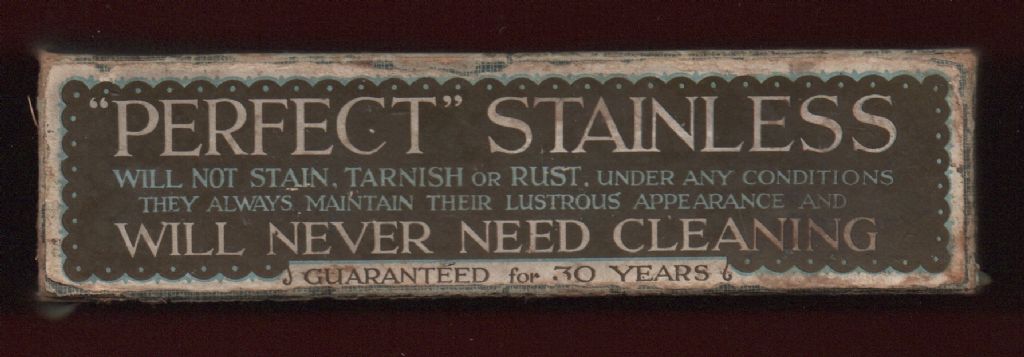 "PERFECT" STAINLESS
WILL NOT STAIN, TARNISH OR RUST, UNDER ANY CONDITIONS
THEY ALWAYS MAINTAIN THEIR LUSTROUS APPEARANCE AND
WILL NEVER NEED CLEANING
GUARANTEED for 30 YEARS